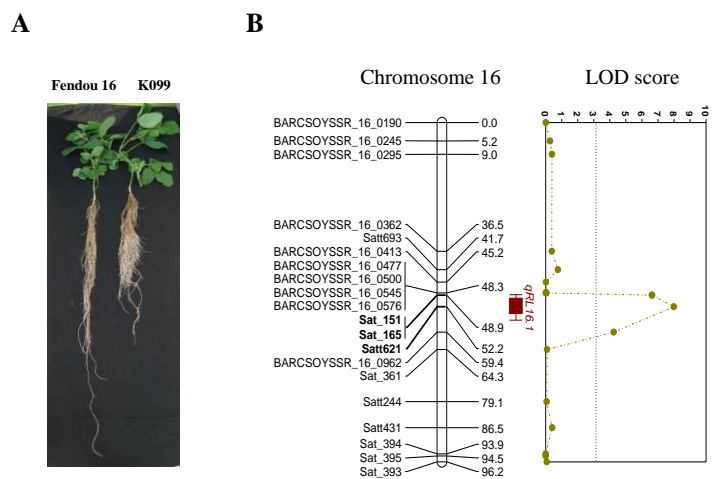 A
B
Fendou 16 K099
Chromosome 16
LOD score
0 1 2 3 4 5 6 7 8 9 10
BARCSOYSSR_16_0190 0.0
BARCSOYSSR_16_0245 5.2
BARCSOYSSR_16_0295 9.0
BARCSOYSSR_16_0362 36.5
Satt693 41.7
BARCSOYSSR_16_0413 45.2
BARCSOYSSR_16_0477
BARCSOYSSR_16_0500 48.3
BARCSOYSSR_16_0545
BARCSOYSSR_16_0576
Sat_151 48.9
Sat_165
Satt621 52.2
BARCSOYSSR_16_0962 59.4
Sat_361 64.3
Satt244 79.1
Satt431 86.5
Sat_394 93.9
Sat_395 94.5
Sat_393 96.2
qRL16.1